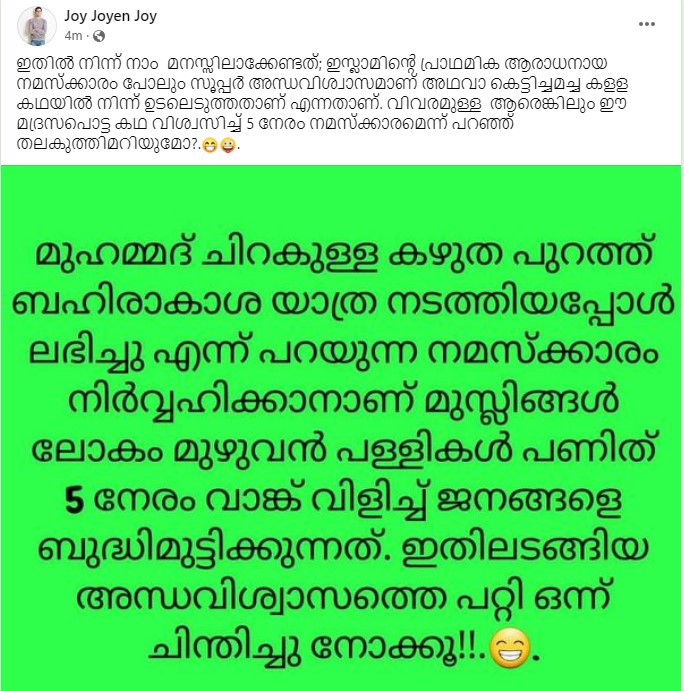 Joy Joyen Joy
4m ·
ഇതിൽ നിന്ന് നാം മനസ്സിലാക്കേണ്ടത്; ഇസ്ലാമിന്റെ പ്രാഥമിക ആരാധനായ
നമസ്ക്കാരം പോലും സൂപ്പർ അന്ധവിശ്വാസമാണ് അഥവാ കെട്ടിച്ചമച്ച കളള
കഥയിൽ നിന്ന് ഉടലെടുത്തതാണ് എന്നതാണ്. വിവരമുള്ള ആരെങ്കിലും ഈ
മദ്രസപൊട്ട കഥ വിശ്വസിച്ച് 5 നേരം നമസ്ക്കാരമെന്ന് പറഞ്ഞ്
തലകുത്തിമറിയുമോ?.😁😀.
മുഹമ്മദ് ചിറകുള്ള കഴുത പുറത്ത്
ബഹിരാകാശ യാത്ര നടത്തിയപ്പോൾ
ലഭിച്ചു എന്ന് പറയുന്ന നമസ്ക്കാരം
നിർവ്വഹിക്കാനാണ് മുസ്ലിങ്ങൾ
ലോകം മുഴുവൻ പള്ളികൾ പണിത്
5 നേരം വാങ്ക് വിളിച്ച് ജനങ്ങളെ
ബുദ്ധിമുട്ടിക്കുന്നത്. ഇതിലടങ്ങിയ
അന്ധവിശ്വാസത്തെ പറ്റി ഒന്ന്
ചിന്തിച്ചു നോക്കൂ!!.😁.